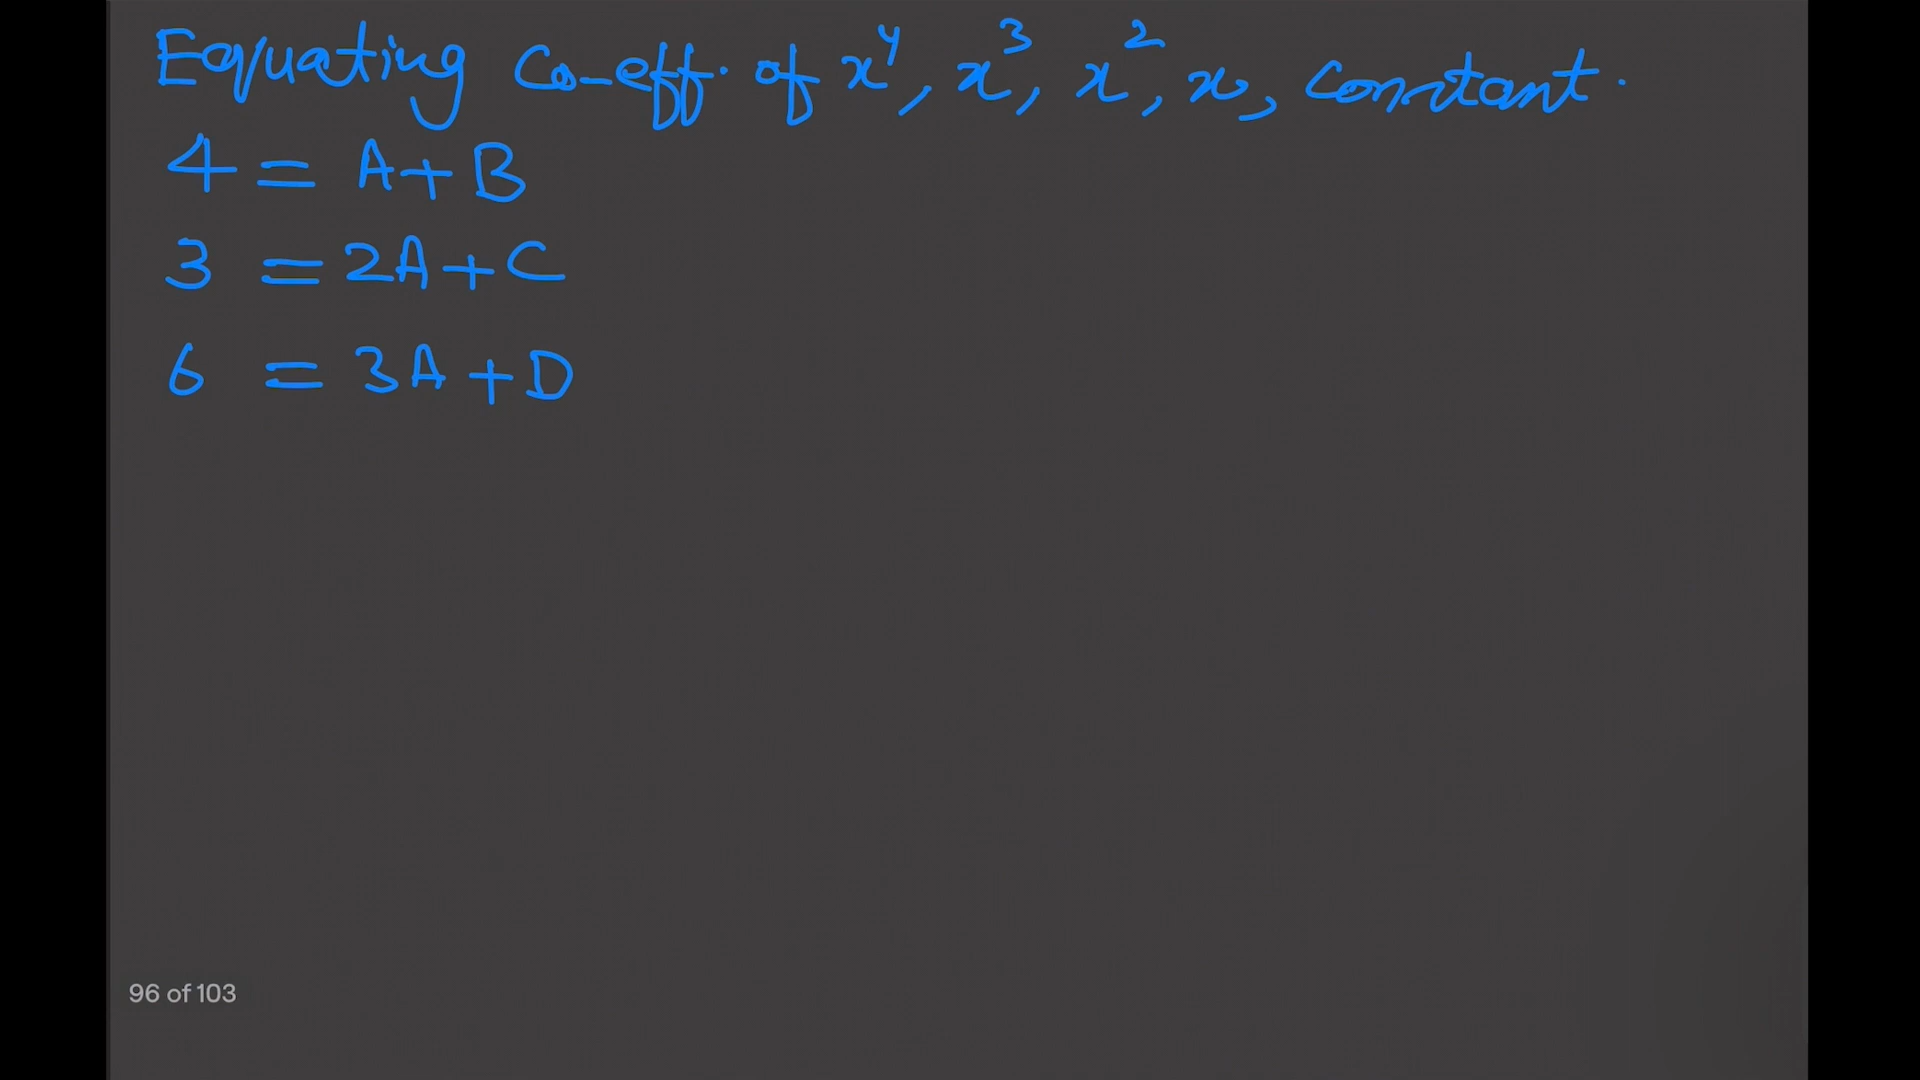 Equating Co-eff. of x⁴, x³, x², x, constant.
4 = A+B
3 = 2A+C
6 = 3A+D
96 of 103